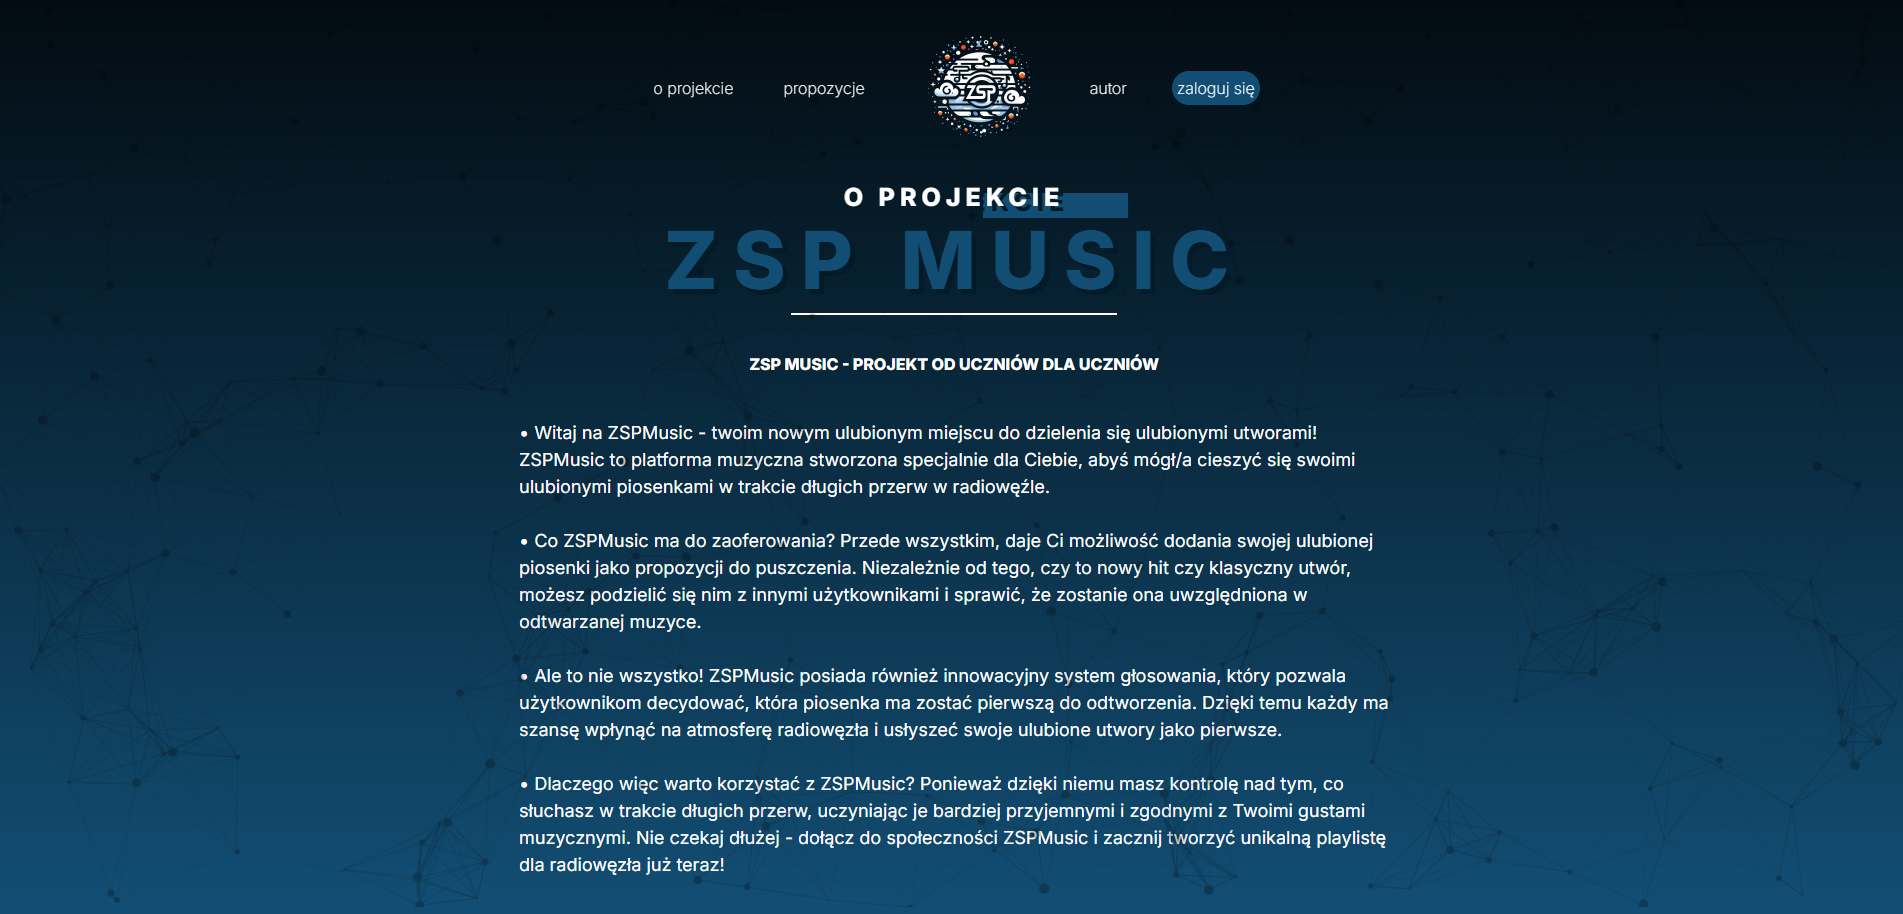 o projekcie propozycje ZSP autor zaloguj się
O PROJEKCIE
ZSP MUSIC
ZSP MUSIC - PROJEKT OD UCZNIÓW DLA UCZNIÓW
• Witaj na ZSPMusic - twoim nowym ulubionym miejscu do dzielenia się ulubionymi utworami!
ZSPMusic to platforma muzyczna stworzona specjalnie dla Ciebie, abyś mógł/a cieszyć się swoimi
ulubionymi piosenkami w trakcie długich przerw w radiowęźle.
• Co ZSPMusic ma do zaoferowania? Przede wszystkim, daje Ci możliwość dodania swojej ulubionej
piosenki jako propozycji do puszczenia. Niezależnie od tego, czy to nowy hit czy klasyczny utwór,
możesz podzielić się nim z innymi użytkownikami i sprawić, że zostanie ona uwzględniona w
odtwarzanej muzyce.
• Ale to nie wszystko! ZSPMusic posiada również innowacyjny system głosowania, który pozwala
użytkownikom decydować, która piosenka ma zostać pierwszą do odtworzenia. Dzięki temu każdy ma
szansę wpłynąć na atmosferę radiowęzła i usłyszeć swoje ulubione utwory jako pierwsze.
• Dlaczego więc warto korzystać z ZSPMusic? Ponieważ dzięki niemu masz kontrolę nad tym, co
słuchasz w trakcie długich przerw, uczyniając je bardziej przyjemnymi i zgodnymi z Twoimi gustami
muzycznymi. Nie czekaj dłużej - dołącz do społeczności ZSPMusic i zacznij tworzyć unikalną playlistę
dla radiowęzła już teraz!